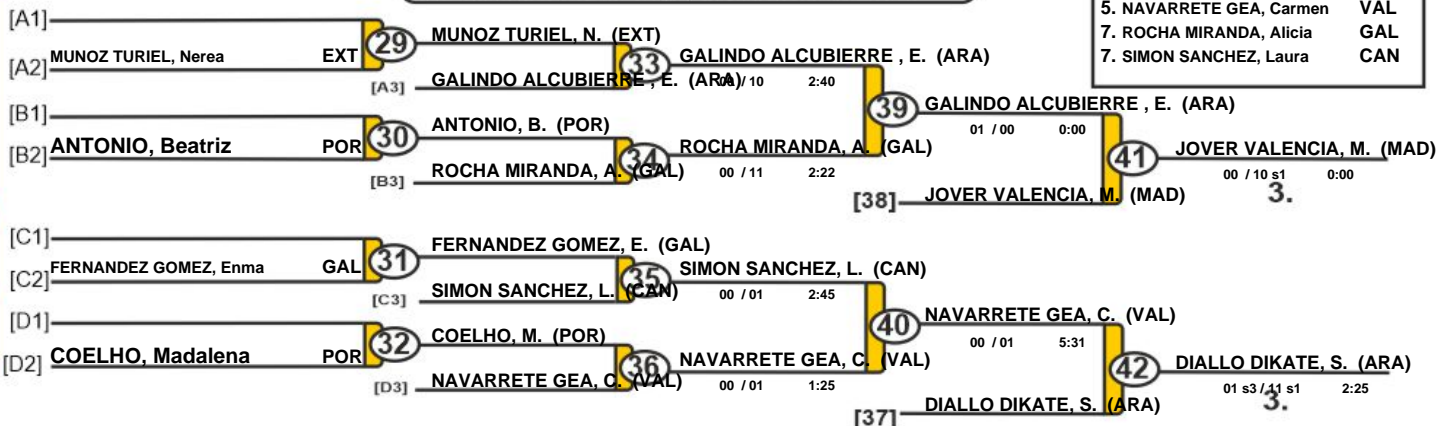 5. NAVARRETE GEA, Carmen VAL
7. ROCHA MIRANDA, Alicia GAL
7. SIMON SANCHEZ, Laura CAN
[A1]
[A2] MUNOZ TURIEL, Nerea EXT
29
MUNOZ TURIEL, N. (EXT)
[A3] GALINDO ALCUBIERRE , E. (ARA)
33
GALINDO ALCUBIERRE , E. (ARA)
00 / 10 2:40
[B1]
[B2] ANTONIO, Beatriz POR
30
ANTONIO, B. (POR)
[B3] ROCHA MIRANDA, A. (GAL)
34
ROCHA MIRANDA, A. (GAL)
00 / 11 2:22
39
GALINDO ALCUBIERRE , E. (ARA)
01 / 00 0:00
[38] JOVER VALENCIA, M. (MAD)
41
JOVER VALENCIA, M. (MAD)
00 / 10 s1 0:00
3.
[C1]
[C2] FERNANDEZ GOMEZ, Enma GAL
31
FERNANDEZ GOMEZ, E. (GAL)
[C3] SIMON SANCHEZ, L. (CAN)
35
SIMON SANCHEZ, L. (CAN)
00 / 01 2:45
[D1]
[D2] COELHO, Madalena POR
32
COELHO, M. (POR)
[D3] NAVARRETE GEA, C. (VAL)
36
NAVARRETE GEA, C. (VAL)
00 / 01 1:25
40
NAVARRETE GEA, C. (VAL)
00 / 01 5:31
[37] DIALLO DIKATE, S. (ARA)
42
DIALLO DIKATE, S. (ARA)
01 s3 / 11 s1 2:25
3.